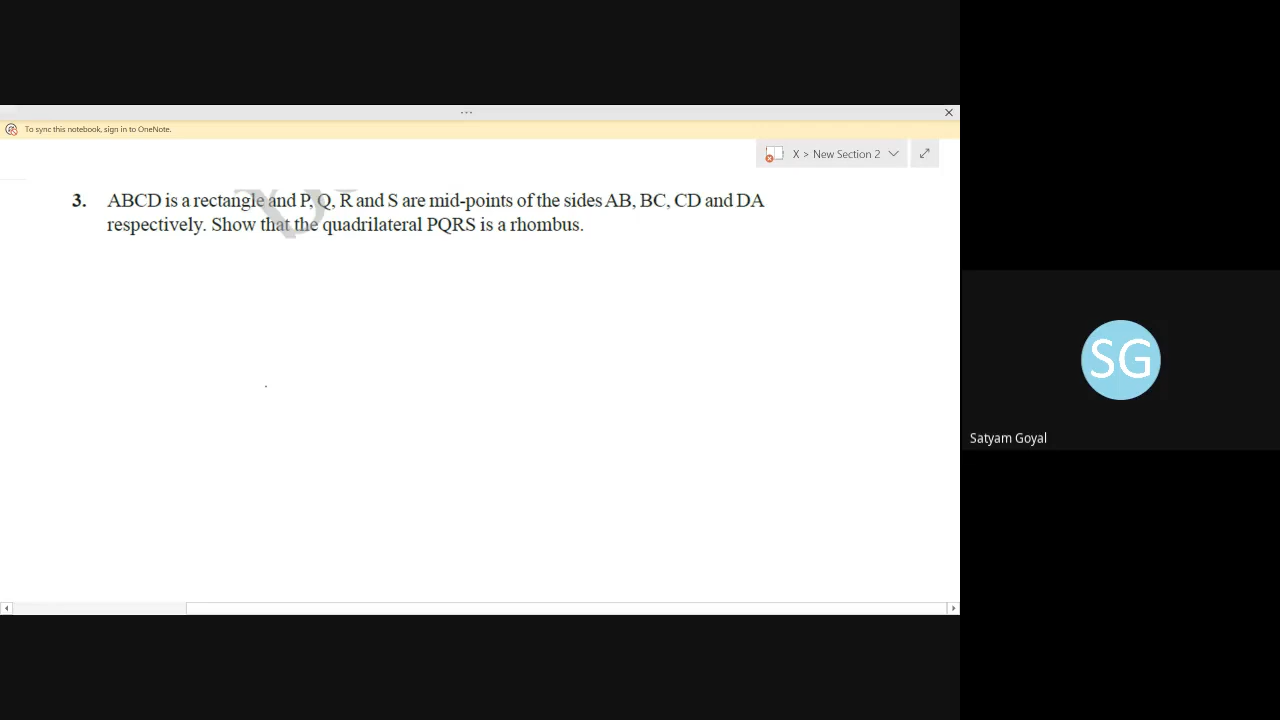 To sync this notebook, sign in to OneNote.
X > New Section 2
3. ABCD is a rectangle and P, Q, R and S are mid-points of the sides AB, BC, CD and DA
respectively. Show that the quadrilateral PQRS is a rhombus.
SG
Satyam Goyal